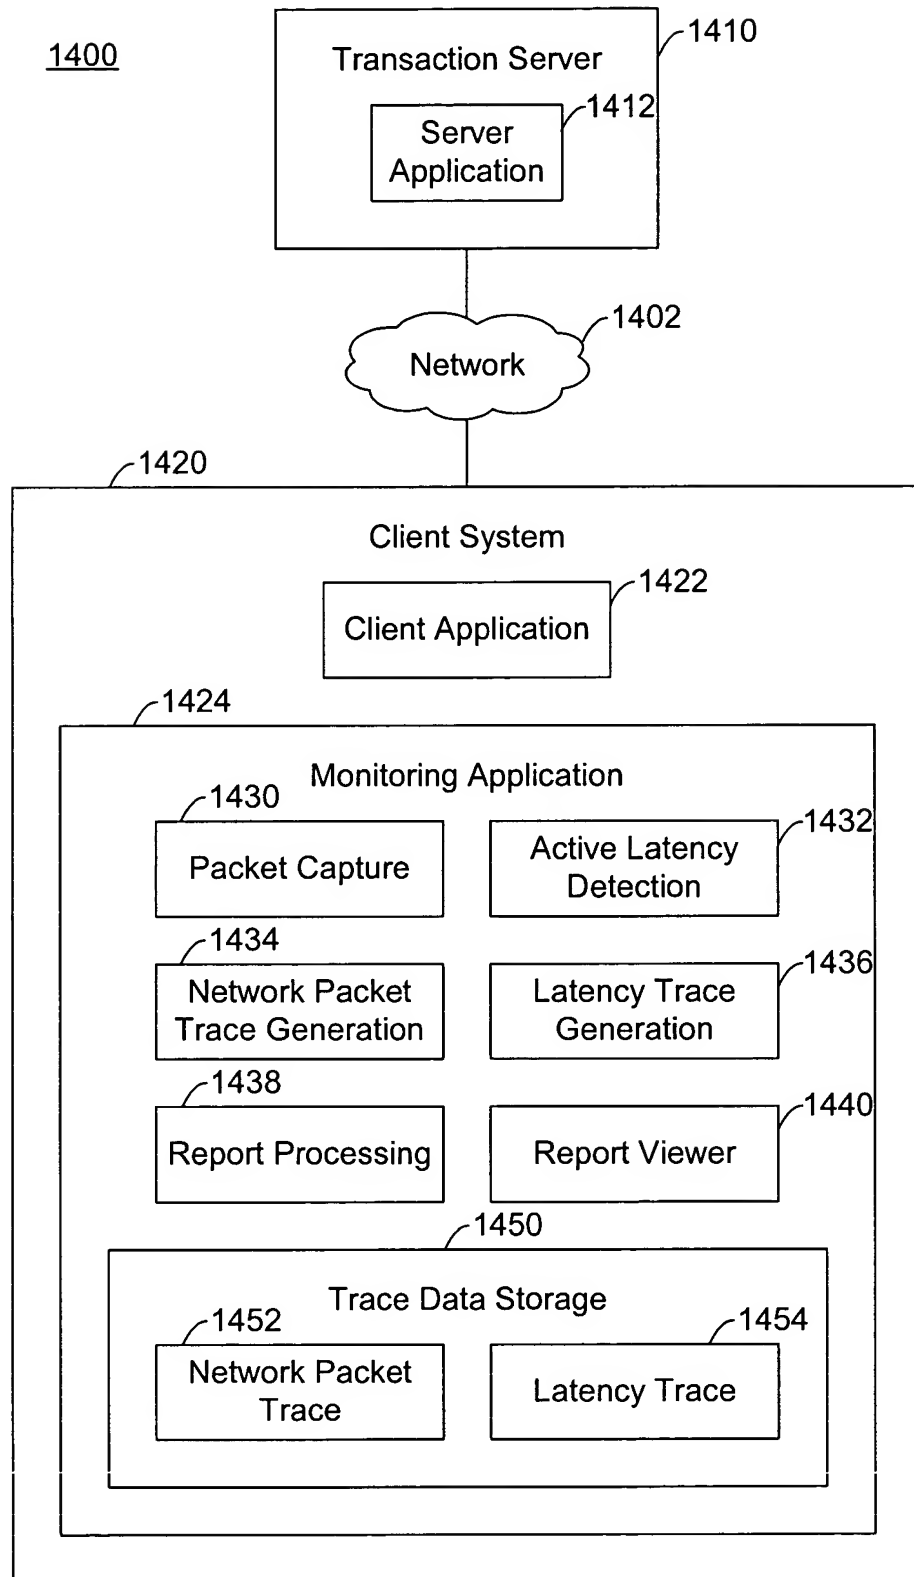 1400
1410
Transaction Server
1412
Server
Application
1402
Network
1420
Client System
1422
Client Application
1424
Monitoring Application
1430
Packet Capture
1432
Active Latency
Detection
1434
Network Packet
Trace Generation
1436
Latency Trace
Generation
1438
Report Processing
1440
Report Viewer
1450
Trace Data Storage
1452
Network Packet
Trace
1454
Latency Trace